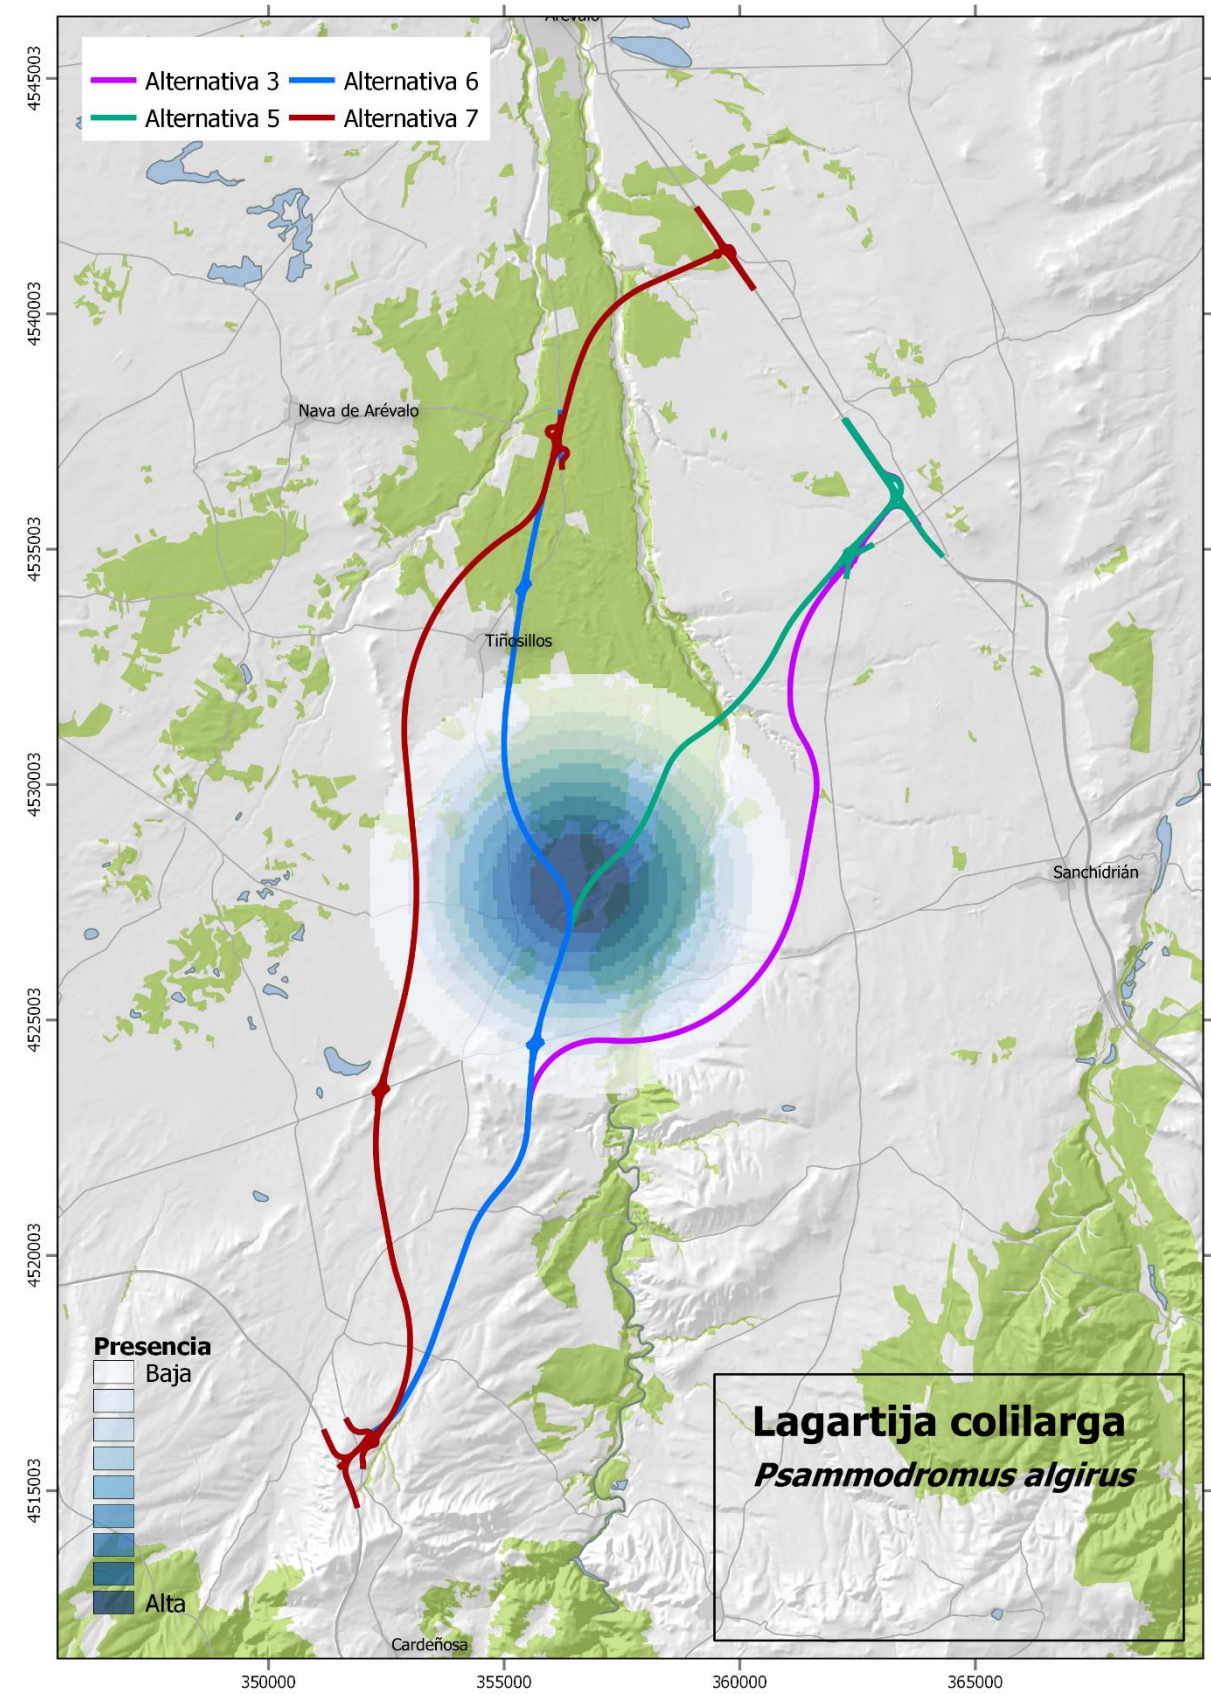 Arévalo
Alternativa 3
Alternativa 6
Alternativa 5
Alternativa 7
4545003
4540003
4535003
4530003
4525003
4520003
4515003
Nava de Arévalo
Tiñosillos
Sanchidrián
Presencia
Baja
Alta
Lagartija colilarga
Psammodromus algirus
Cardeñosa
350000
355000
360000
365000